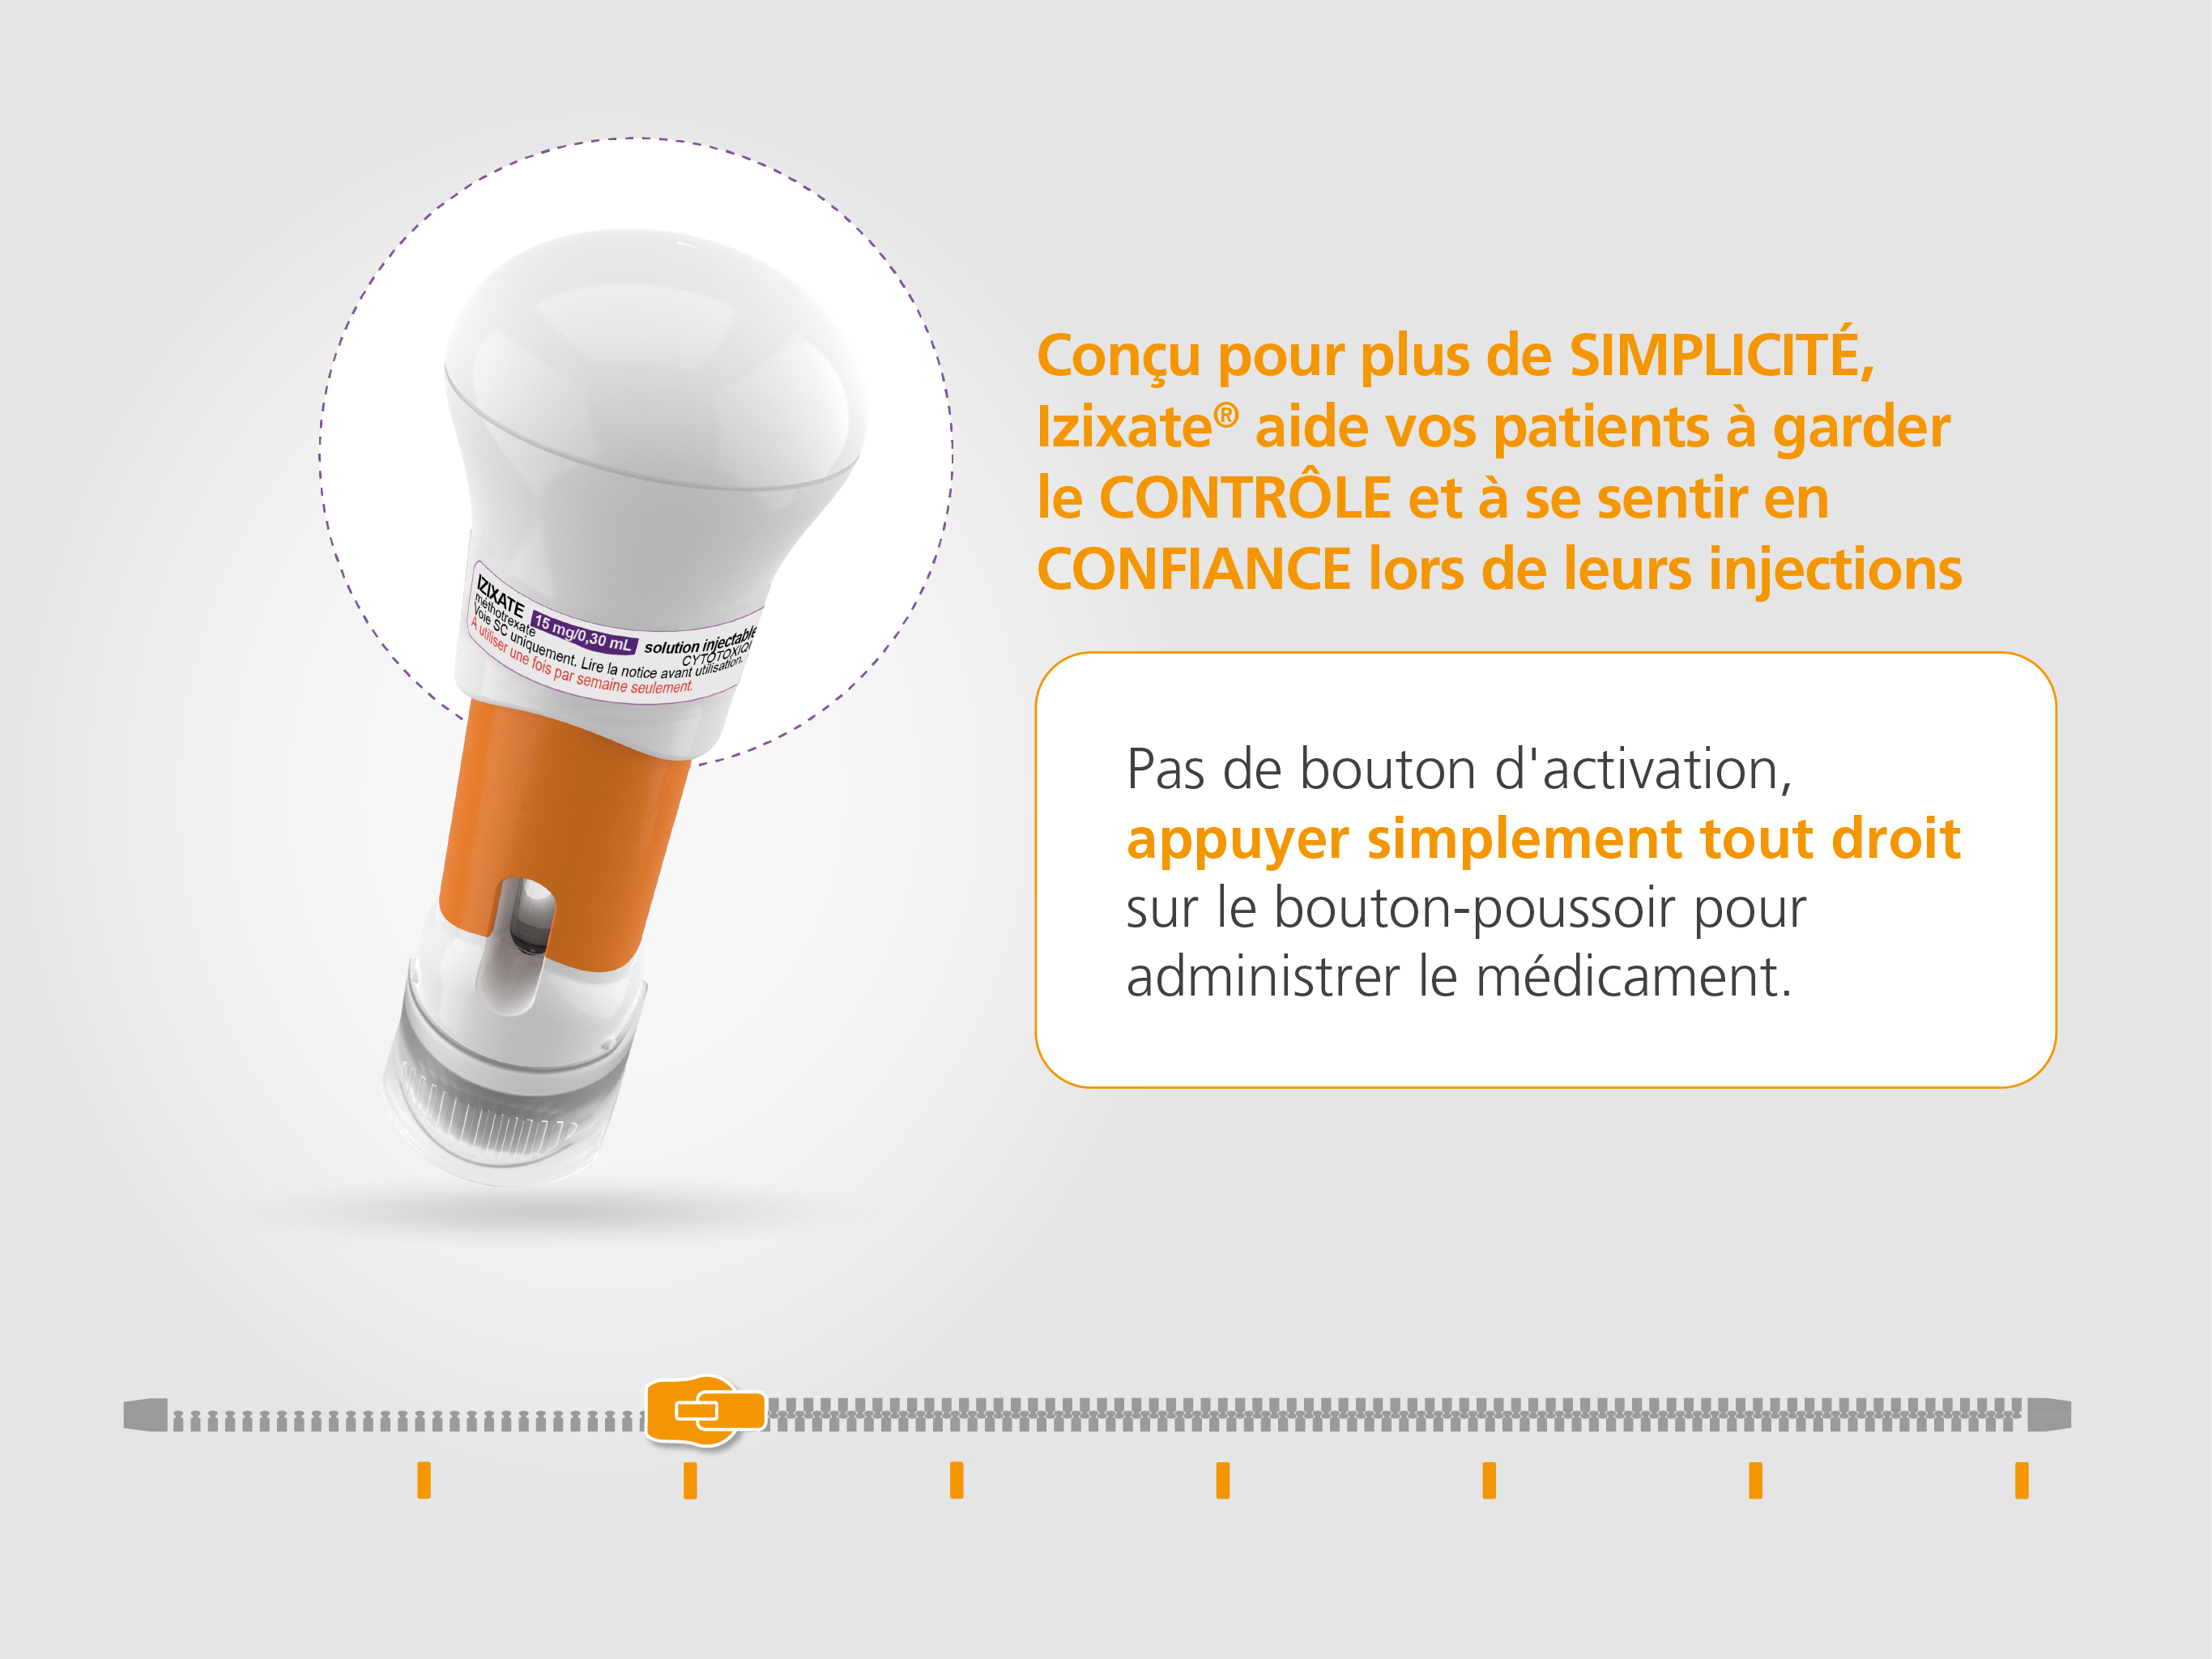 Conçu pour plus de SIMPLICITÉ,
Izixate® aide vos patients à garder
le CONTRÔLE et à se sentir en
CONFIANCE lors de leurs injections
IZIXATE
méthotrexate
15 mg/0,30 mL
solution injectable
CYTOTOXIQ
Voie SC uniquement. Lire la notice avant utilisation.
A utiliser une fois par semaine seulement.
Pas de bouton d'activation,
appuyer simplement tout droit
sur le bouton-poussoir pour
administrer le médicament.